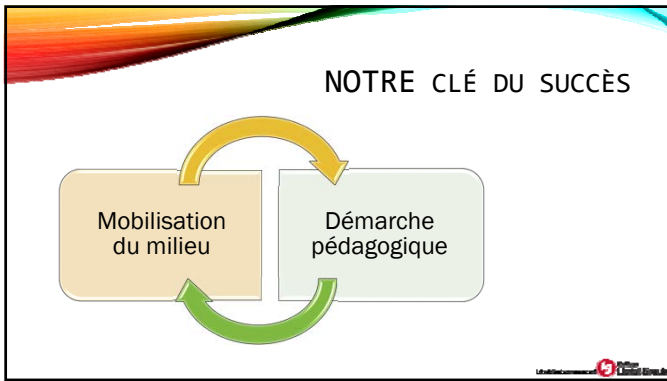 NOTRE CLÉ DU SUCCÈS
Mobilisation
du milieu
Démarche
pédagogique